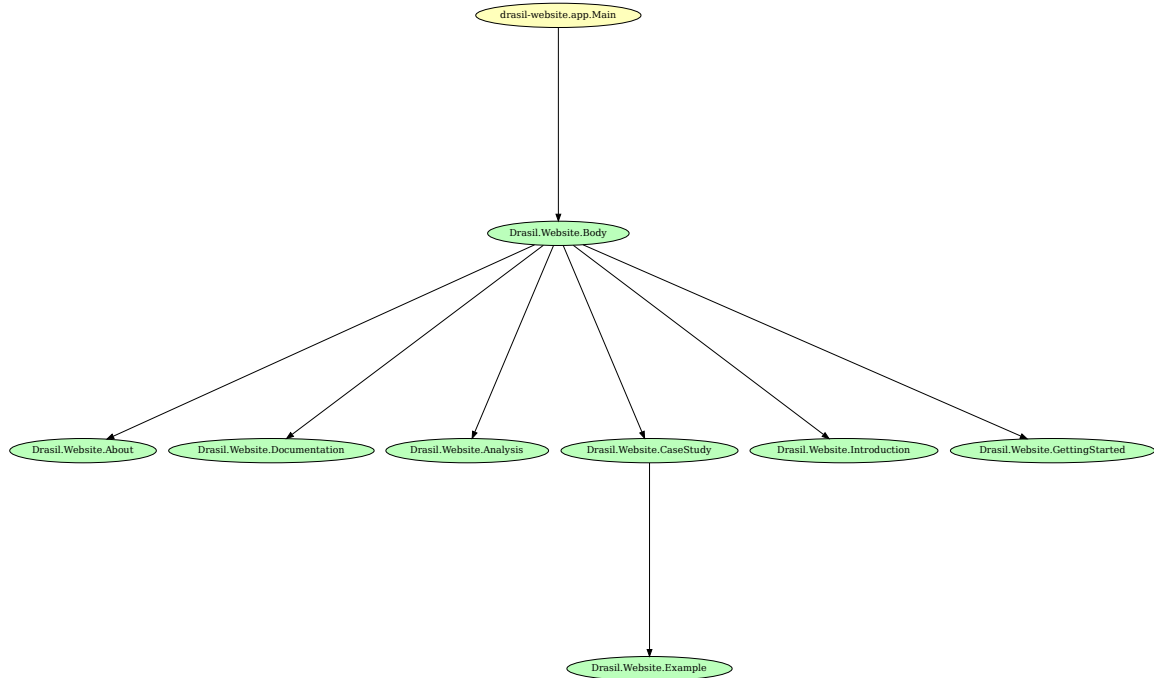 drasil-website.app.Main
Drasil.Website.Body
Drasil.Website.About
Drasil.Website.Documentation
Drasil.Website.Analysis
Drasil.Website.CaseStudy
Drasil.Website.Introduction
Drasil.Website.GettingStarted
Drasil.Website.Example